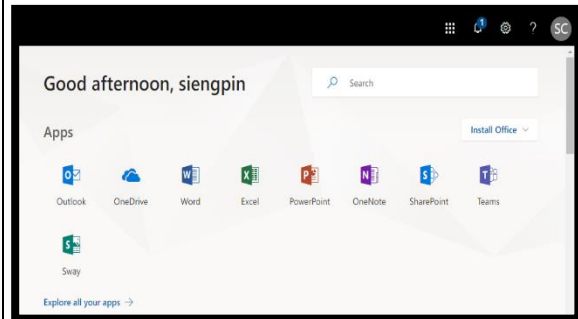 1
?
SC
Good afternoon, siengpin
Search
Apps
Install Office
Outlook OneDrive Word Excel PowerPoint OneNote SharePoint Teams
Sway
Explore all your apps →